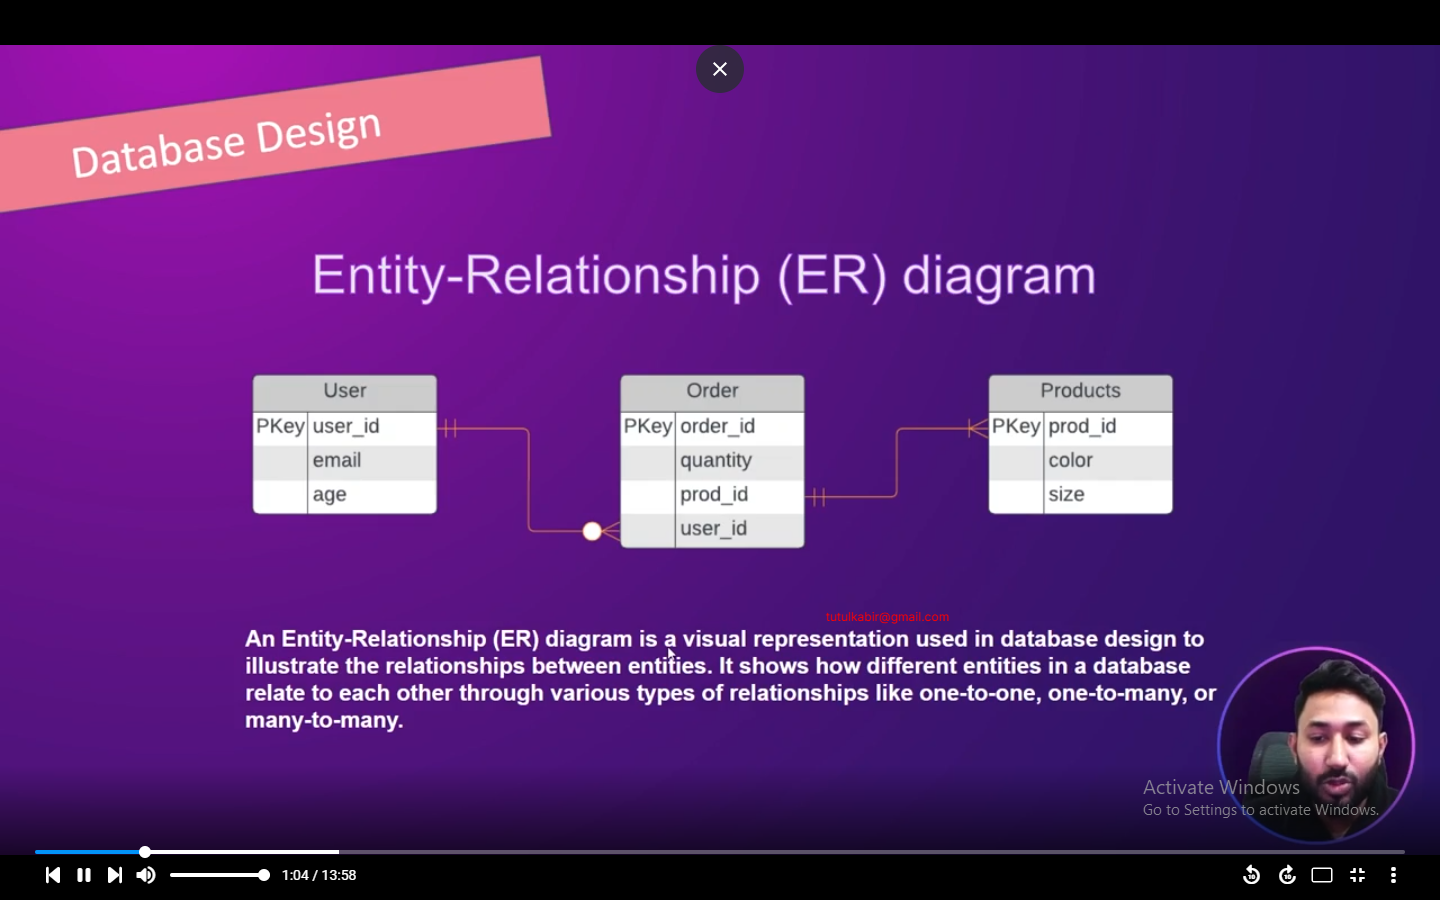 Database Design
Entity-Relationship (ER) diagram
User
PKey user_id
email
age
Order
PKey order_id
quantity
prod_id
user_id
Products
PKey prod_id
color
size
tutulkabir@gmail.com
An Entity-Relationship (ER) diagram is a visual representation used in database design to
illustrate the relationships between entities. It shows how different entities in a database
relate to each other through various types of relationships like one-to-one, one-to-many, or
many-to-many.
Activate Windows
Go to Settings to activate Windows.
1:04 / 13:58
10
10